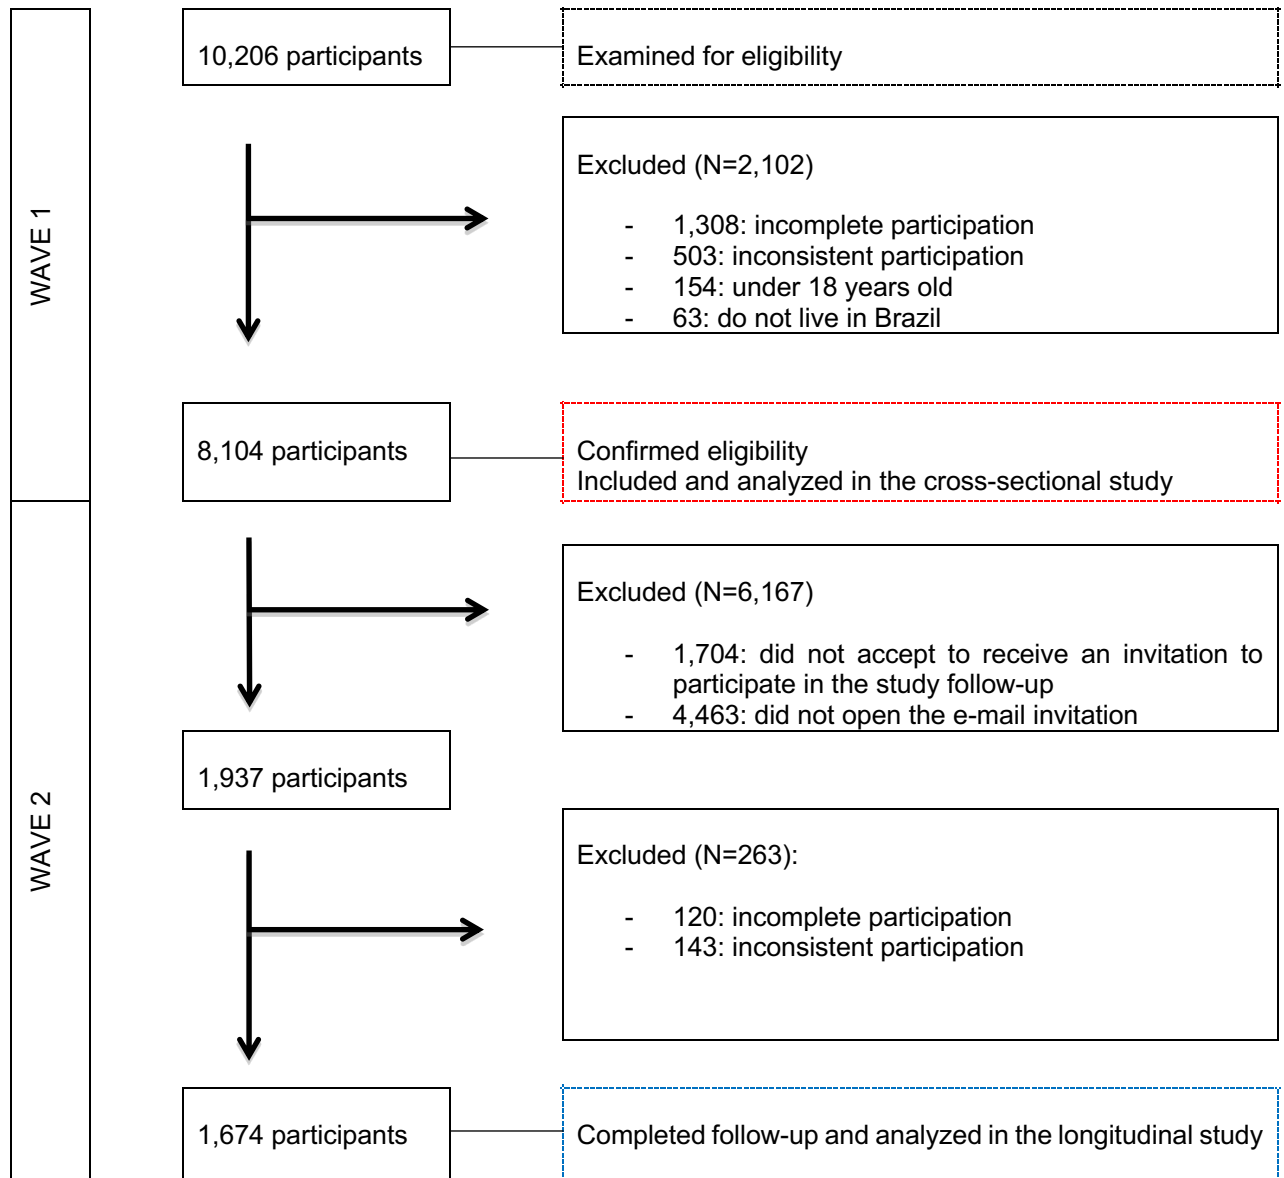 WAVE 1
10,206 participants
Examined for eligibility
Excluded (N=2,102)
- 1,308: incomplete participation
- 503: inconsistent participation
- 154: under 18 years old
- 63: do not live in Brazil
8,104 participants
Confirmed eligibility
Included and analyzed in the cross-sectional study
WAVE 2
Excluded (N=6,167)
- 1,704: did not accept to receive an invitation to
participate in the study follow-up
- 4,463: did not open the e-mail invitation
1,937 participants
Excluded (N=263):
- 120: incomplete participation
- 143: inconsistent participation
1,674 participants
Completed follow-up and analyzed in the longitudinal study